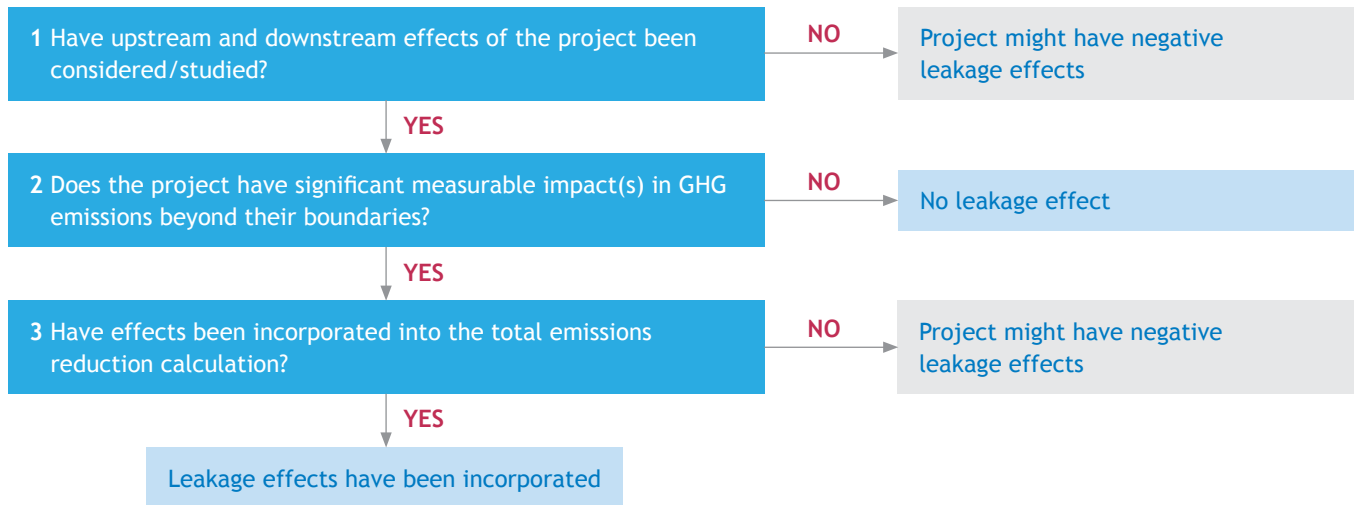 1 Have upstream and downstream effects of the project been
considered/studied?
NO
Project might have negative
leakage effects
YES
2 Does the project have significant measurable impact(s) in GHG
emissions beyond their boundaries?
NO
No leakage effect
YES
3 Have effects been incorporated into the total emissions
reduction calculation?
NO
Project might have negative
leakage effects
YES
Leakage effects have been incorporated